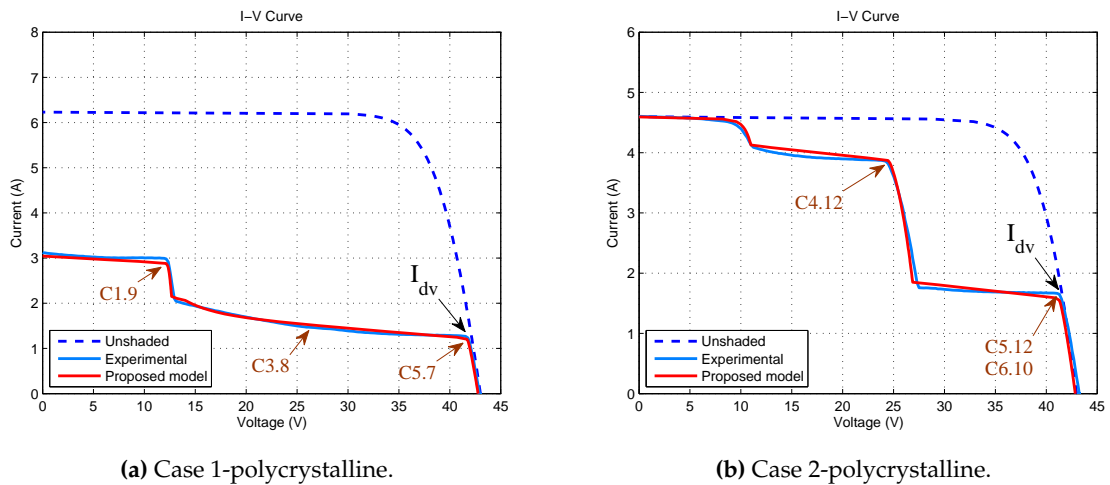 I−V Curve
8
7
6
5
4
3
2
1
0
Current (A)
C1.9
C3.8
C5.7
I_dv
Unshaded
Experimental
Proposed model
0 5 10 15 20 25 30 35 40 45
Voltage (V)
(a) Case 1-polycrystalline.
I−V Curve
6
5
4
3
2
1
0
Current (A)
C4.12
I_dv
C5.12
C6.10
Unshaded
Experimental
Proposed model
0 5 10 15 20 25 30 35 40 45
Voltage (V)
(b) Case 2-polycrystalline.